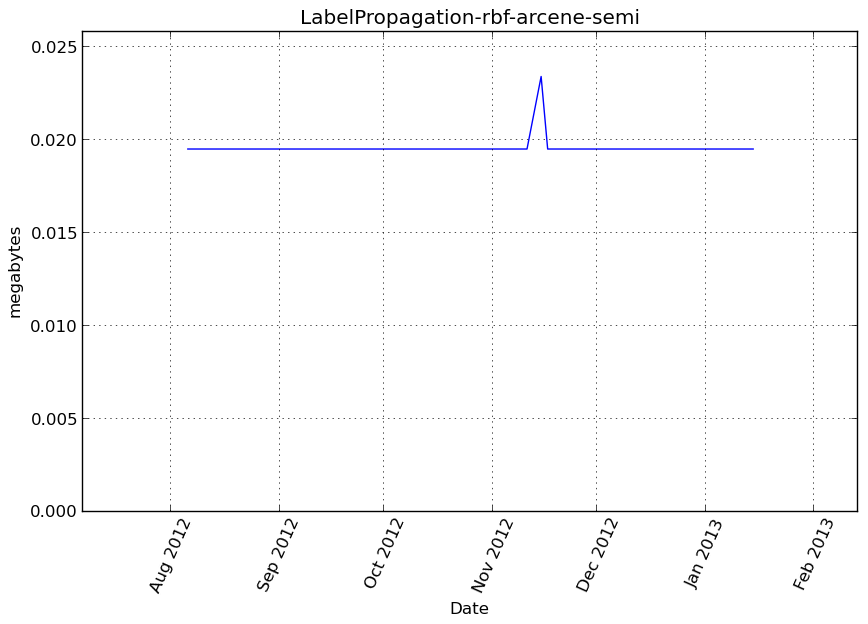 LabelPropagation-rbf-arcene-semi
0.025
0.020
0.015
0.010
0.005
0.000
megabytes
Aug 2012
Sep 2012
Oct 2012
Nov 2012
Dec 2012
Jan 2013
Feb 2013
Date